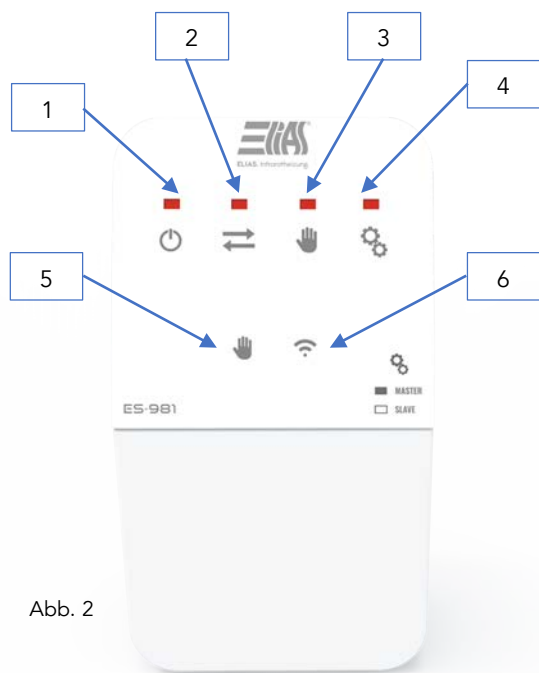 2
3
1
4
ELIAS
ELIAS. Infrarotheizung
5
6
MASTER
ES-981
SLAVE
Abb. 2